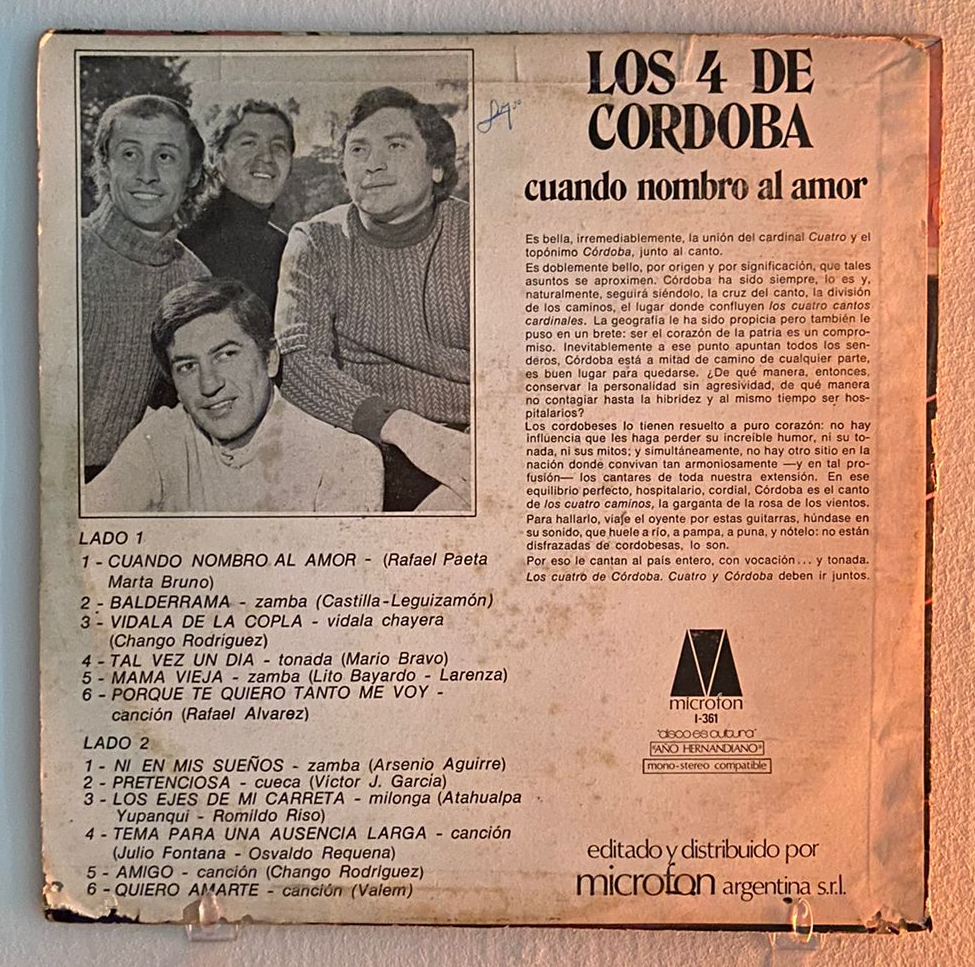 LOS 4 DE
CORDOBA
cuando nombro al amor
Es bella, irremediablemente, la unión del cardinal Cuatro y el
topónimo Córdoba, junto al canto.
Es doblemente bello, por origen y por significación, que tales
asuntos se aproximen. Córdoba ha sido siempre, lo es y,
naturalmente, seguirá siéndolo, la cruz del canto, la división
de los caminos, el lugar donde confluyen los cuatro cantos
cardinales. La geografía le ha sido propicia pero también le
puso en un brete: ser el corazón de la patria es un compro-
miso. Inevitablemente a ese punto apuntan todos los sen-
deros, Córdoba está a mitad de camino de cualquier parte,
es buen lugar para quedarse. ¿De qué manera, entonces,
conservar la personalidad sin agresividad, de qué manera
no contagiar hasta la hibridez y al mismo tiempo ser hos-
pitalarios?
Los cordobeses lo tienen resuelto a puro corazón: no hay
influencia que les haga perder su increíble humor, ni su to-
nada, ni sus mitos; y simultáneamente, no hay otro sitio en la
nación donde convivan tan armoniosamente —y en tal pro-
fusión— los cantares de toda nuestra extensión. En ese
equilibrio perfecto, hospitalario, cordial, Córdoba es el canto
de los cuatro caminos, la garganta de la rosa de los vientos.
Para hallarlo, viaje el oyente por estas guitarras, húndase en
su sonido, que huele a río, a pampa, a puna, y nótelo: no están
disfrazadas de cordobesas, lo son.
Por eso le cantan al país entero, con vocación... y tonada.
Los cuatro de Córdoba. Cuatro y Córdoba deben ir juntos.
LADO 1
1 - CUANDO NOMBRO AL AMOR - (Rafael Paeta
Marta Bruno)
2 - BALDERRAMA - zamba (Castilla-Leguizamón)
3 - VIDALA DE LA COPLA - vidala chayera
(Chango Rodriguez)
4 - TAL VEZ UN DIA - tonada (Mario Bravo)
5 - MAMA VIEJA - zamba (Lito Bayardo - Larenza)
6 - PORQUE TE QUIERO TANTO ME VOY -
canción (Rafael Alvarez)
LADO 2
1 - NI EN MIS SUEÑOS - zamba (Arsenio Aguirre)
2 - PRETENCIOSA - cueca (Victor J. Garcia)
3 - LOS EJES DE MI CARRETA - milonga (Atahualpa
Yupanqui - Romildo Riso)
4 - TEMA PARA UNA AUSENCIA LARGA - canción
(Julio Fontana - Osvaldo Requena)
5 - AMIGO - canción (Chango Rodriguez)
6 - QUIERO AMARTE - canción (Valem)
microfon
I-361
"disco es cultura"
"AÑO HERNANDIANO"
mono-stereo compatible
editado y distribuido por
microfon argentina s.r.l.